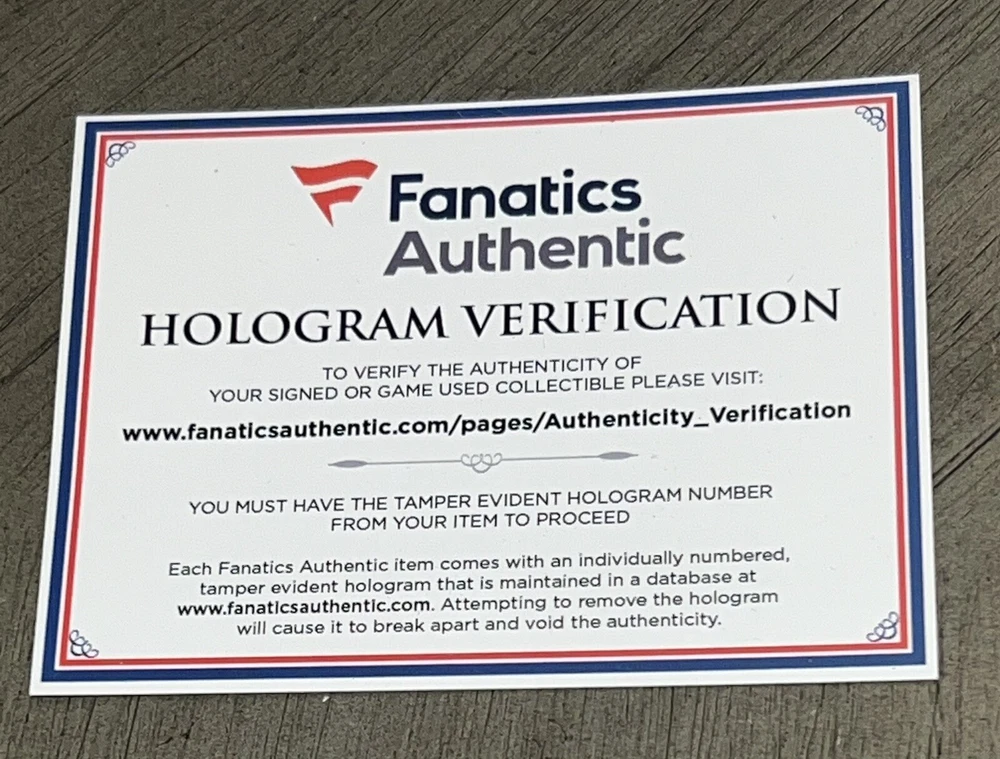 Fanatics
Authentic
HOLOGRAM VERIFICATION
TO VERIFY THE AUTHENTICITY OF
YOUR SIGNED OR GAME USED COLLECTIBLE PLEASE VISIT:
www.fanaticsauthentic.com/pages/Authenticity_Verification
YOU MUST HAVE THE TAMPER EVIDENT HOLOGRAM NUMBER
FROM YOUR ITEM TO PROCEED
Each Fanatics Authentic item comes with an individually numbered,
tamper evident hologram that is maintained in a database at
www.fanaticsauthentic.com. Attempting to remove the hologram
will cause it to break apart and void the authenticity.